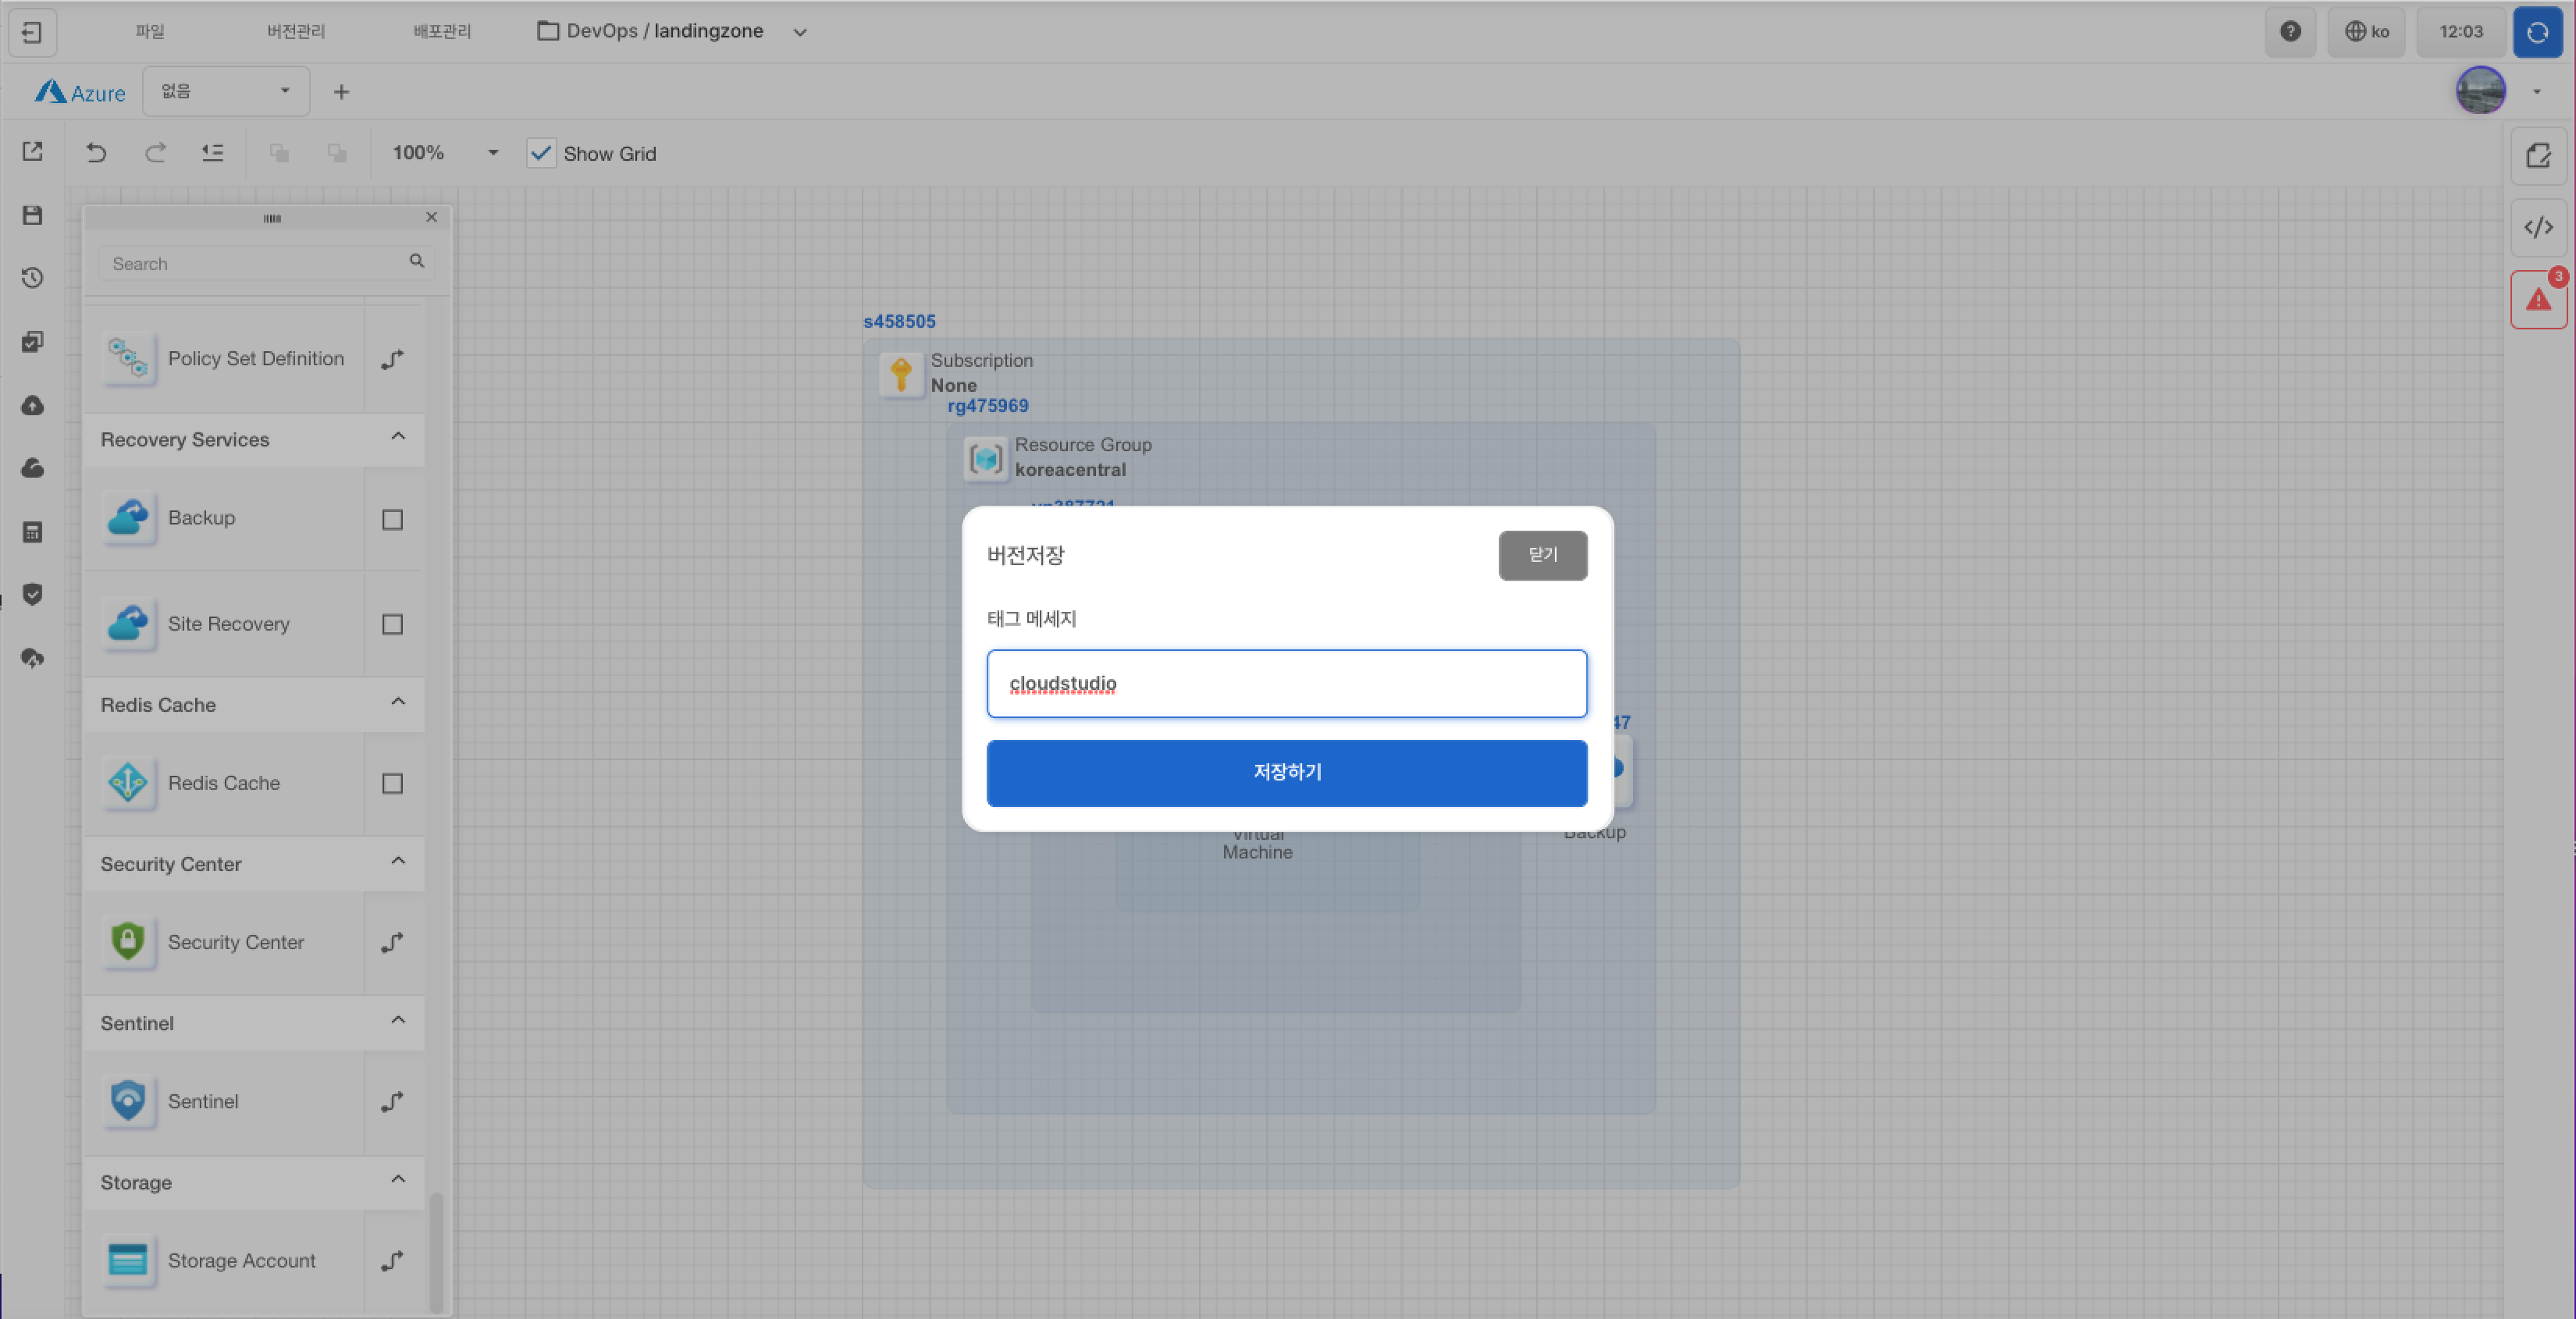 파일 버전관리 배포관리 DevOps / landingzone ko 12:03
Azure 없음
100% Show Grid
3
Search
Policy Set Definition
Recovery Services
Backup
Site Recovery
Redis Cache
Redis Cache
Security Center
Security Center
Sentinel
Sentinel
Storage
Storage Account
s458505
Subscription
None
rg475969
Resource Group
koreacentral
버전저장 닫기
태그 메세지
cloudstudio
저장하기
47
Virtual
Machine
Backup